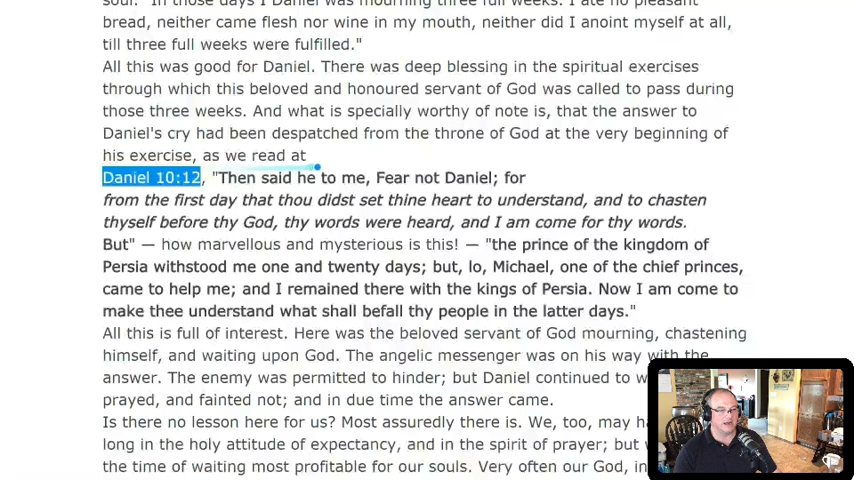 soul. "In those days I Daniel was mourning three full weeks. I ate no pleasant
bread, neither came flesh nor wine in my mouth, neither did I anoint myself at all,
till three full weeks were fulfilled."
All this was good for Daniel. There was deep blessing in the spiritual exercises
through which this beloved and honoured servant of God was called to pass during
those three weeks. And what is specially worthy of note is, that the answer to
Daniel's cry had been despatched from the throne of God at the very beginning of
his exercise, as we read at
Daniel 10:12, "Then said he to me, Fear not Daniel; for
from the first day that thou didst set thine heart to understand, and to chasten
thyself before thy God, thy words were heard, and I am come for thy words.
But" — how marvellous and mysterious is this! — "the prince of the kingdom of
Persia withstood me one and twenty days; but, lo, Michael, one of the chief princes,
came to help me; and I remained there with the kings of Persia. Now I am come to
make thee understand what shall befall thy people in the latter days."
All this is full of interest. Here was the beloved servant of God mourning, chastening
himself, and waiting upon God. The angelic messenger was on his way with the
answer. The enemy was permitted to hinder; but Daniel continued to
prayed, and fainted not; and in due time the answer came.
Is there no lesson here for us? Most assuredly there is. We, too, may
long in the holy attitude of expectancy, and in the spirit of prayer; but
the time of waiting most profitable for our souls. Very often our God, in